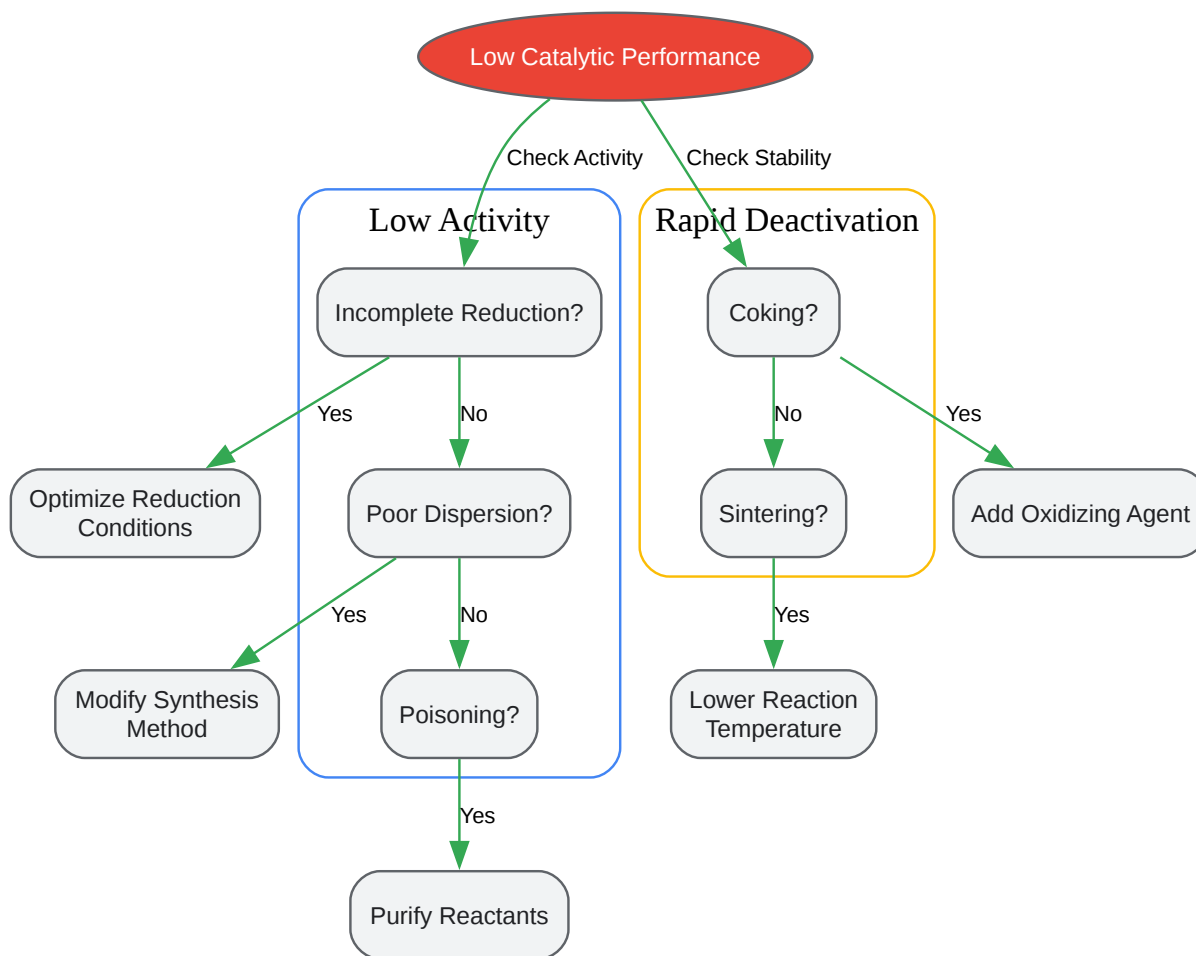 Low Catalytic Performance
Check Activity
Check Stability
Low Activity
Rapid Deactivation
Incomplete Reduction?
Coking?
Yes
No
No
Yes
Optimize Reduction
Conditions
Poor Dispersion?
Sintering?
Add Oxidizing Agent
Yes
No
Yes
Modify Synthesis
Method
Poisoning?
Lower Reaction
Temperature
Yes
Purify Reactants